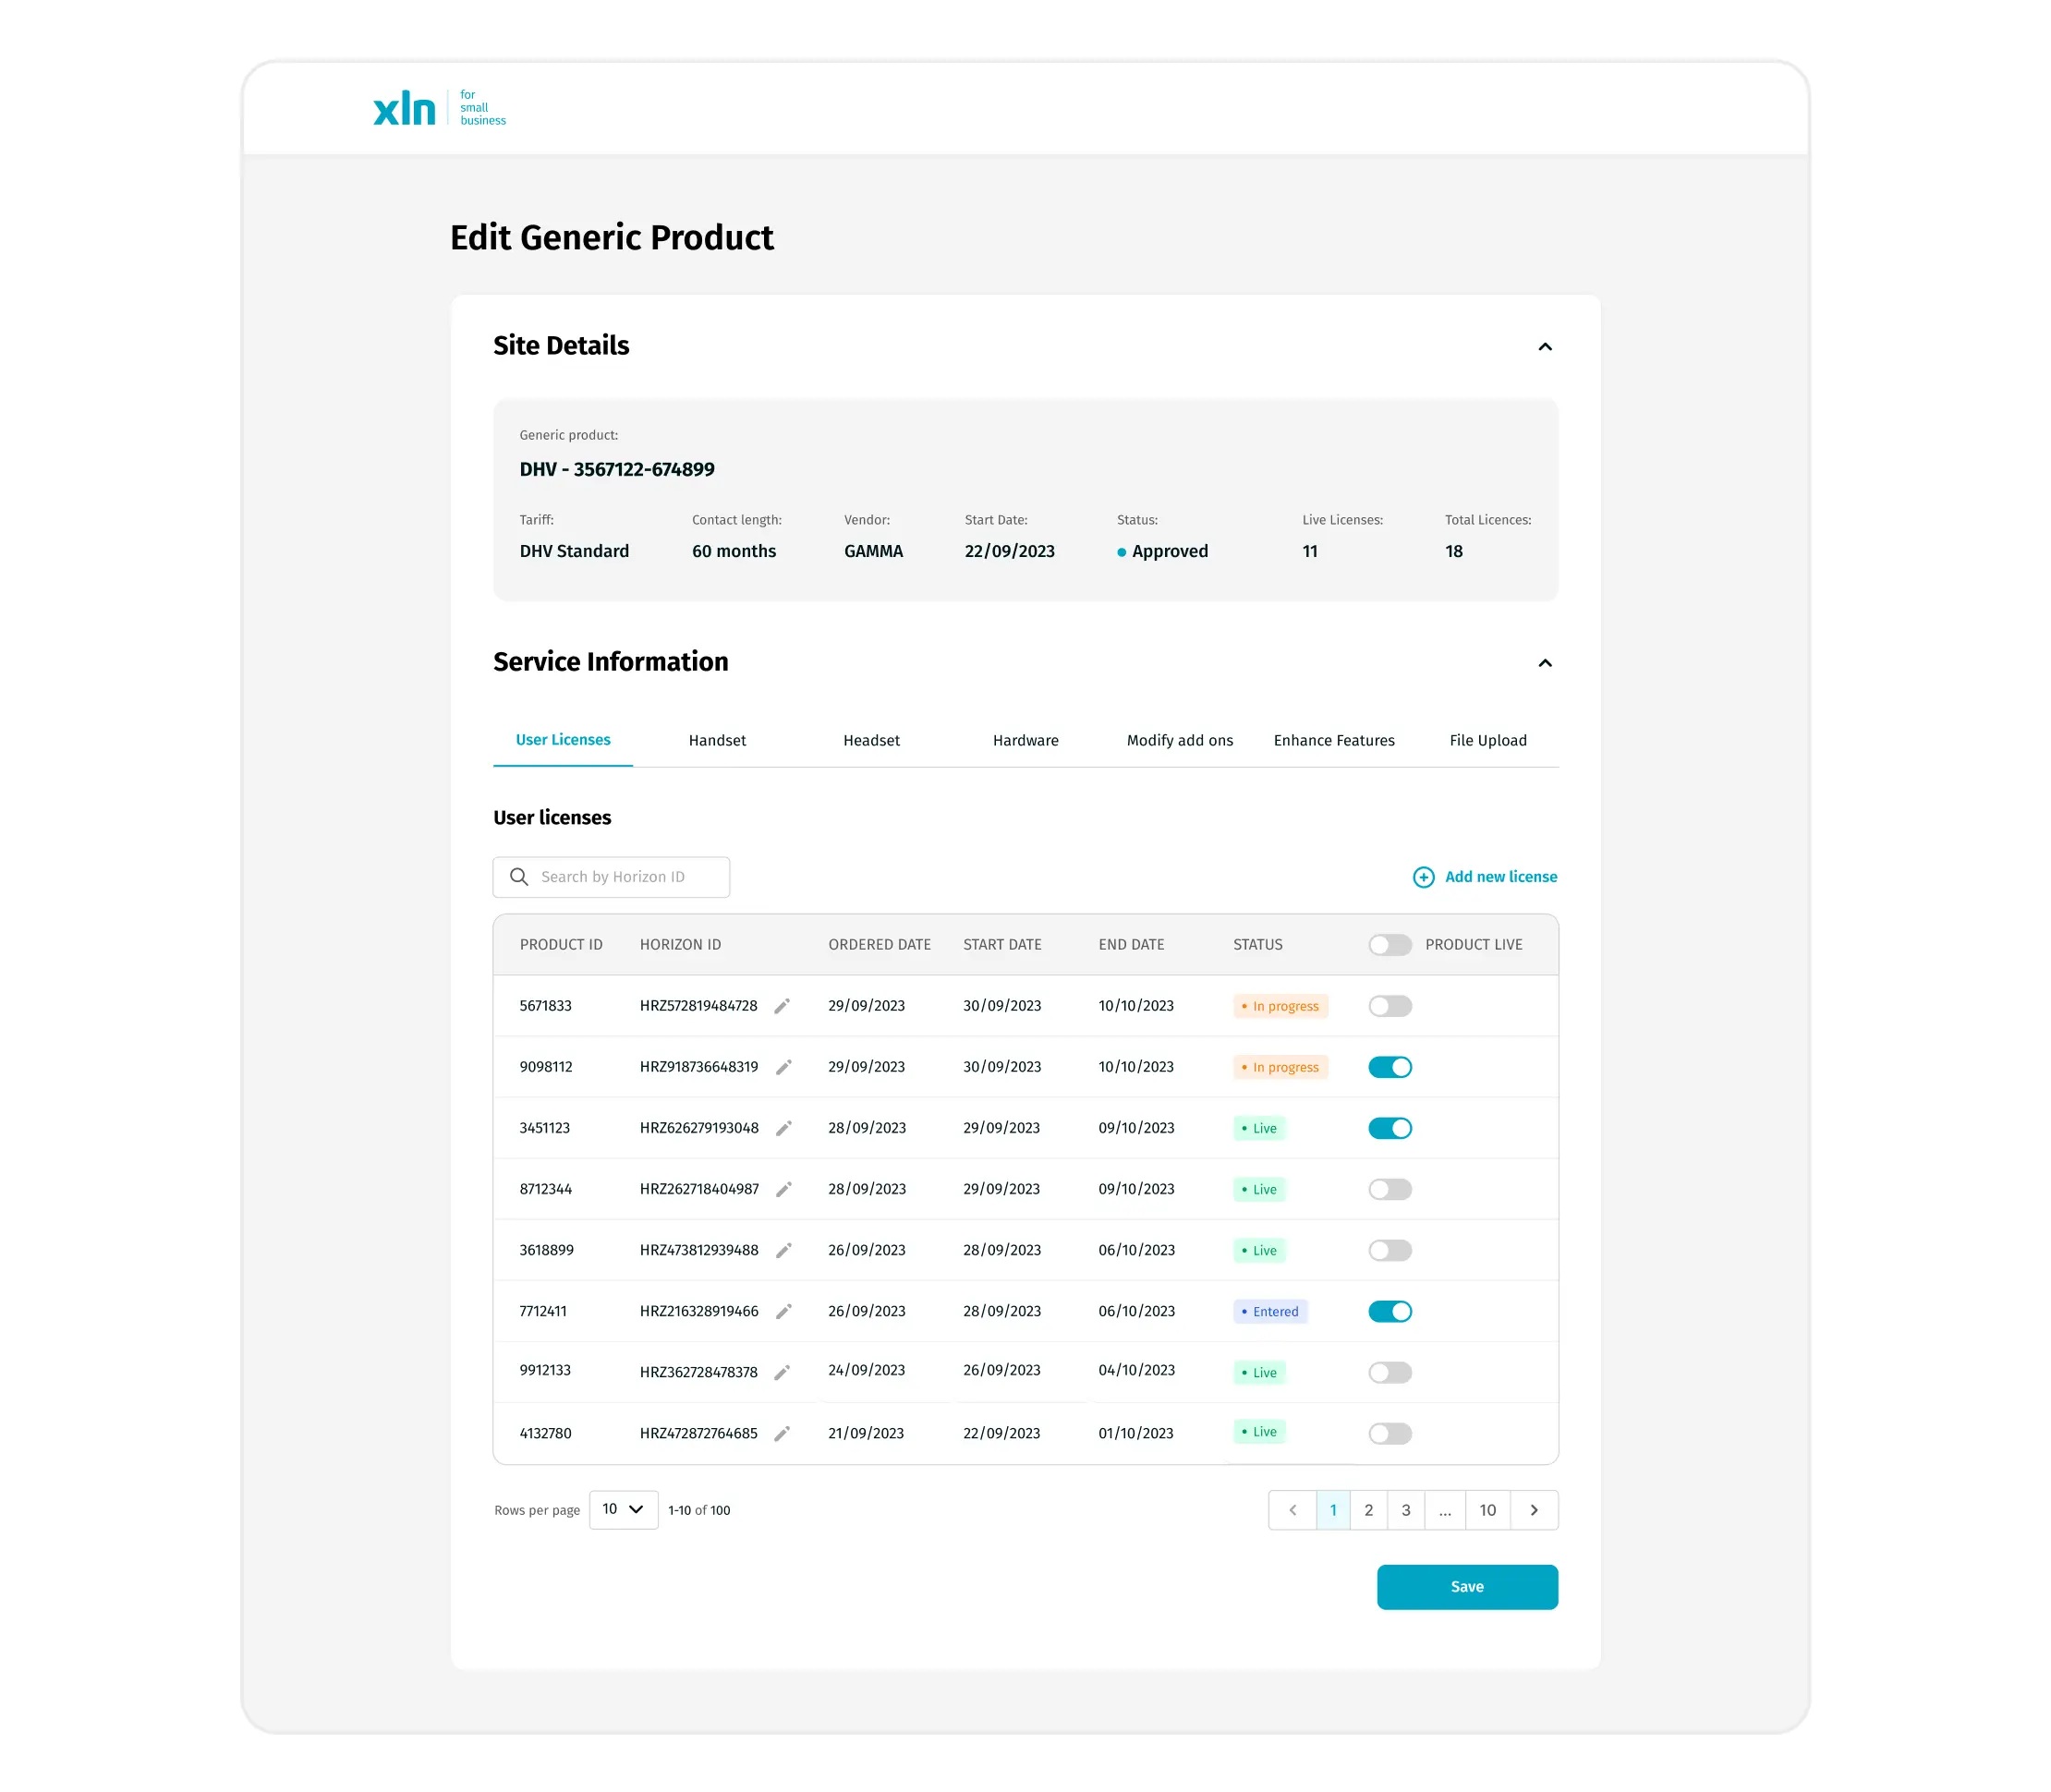 xln
for
small
business
Edit Generic Product
Site Details
Generic product:
DHV - 3567122-674899
Tariff: Contact length: Vendor: Start Date: Status: Live Licenses: Total Licences:
DHV Standard 60 months GAMMA 22/09/2023 Approved 11 18
Service Information
User Licenses Handset Headset Hardware Modify add ons Enhance Features File Upload
User licenses
Search by Horizon ID Add new license
PRODUCT ID HORIZON ID ORDERED DATE START DATE END DATE STATUS PRODUCT LIVE
5671833 HRZ572819484728 29/09/2023 30/09/2023 10/10/2023 • In progress
9098112 HRZ918736648319 29/09/2023 30/09/2023 10/10/2023 • In progress
3451123 HRZ626279193048 28/09/2023 29/09/2023 09/10/2023 • Live
8712344 HRZ262718404987 28/09/2023 29/09/2023 09/10/2023 • Live
3618899 HRZ473812939488 26/09/2023 28/09/2023 06/10/2023 • Live
7712411 HRZ216328919466 26/09/2023 28/09/2023 06/10/2023 • Entered
9912133 HRZ362728478378 24/09/2023 26/09/2023 04/10/2023 • Live
4132780 HRZ472872764685 21/09/2023 22/09/2023 01/10/2023 • Live
Rows per page 10 1-10 of 100 1 2 3 ... 10
Save